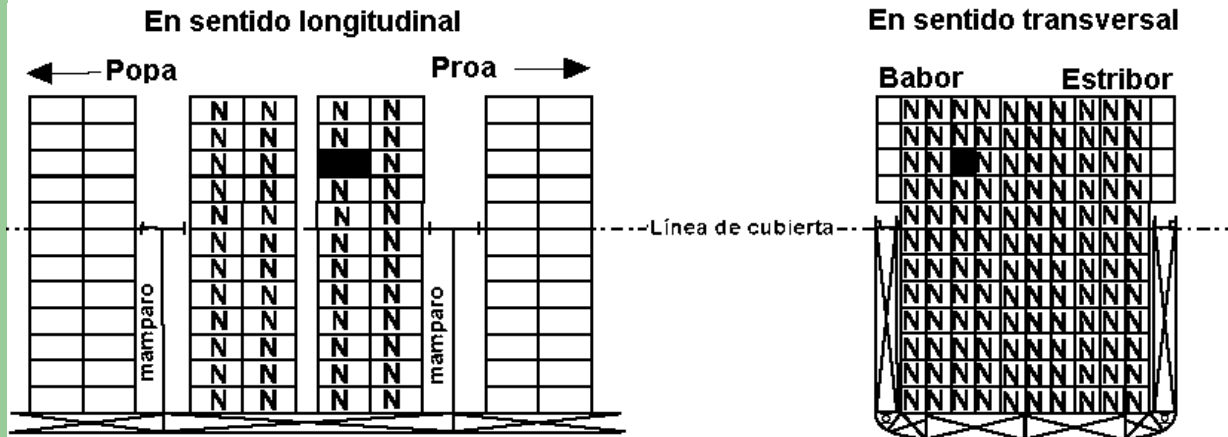 En sentido longitudinal
Popa
Proa
N N N N
N N N N
N N N
N N N N
N N N N
N N N N
N N N N
N N N N
N N N N
N N N N
N N N N
N N N N
mamparo
mamparo
Línea de cubierta
En sentido transversal
Babor
Estribor
N N N N N N N N N N
N N N N N N N N N N
N N N N N N N N N
N N N N N N N N N N
N N N N N N N N N N
N N N N N N N N N N
N N N N N N N N N N
N N N N N N N N N N
N N N N N N N N N N
N N N N N N N N N N
N N N N N N N N N N
N N N N N N N N N N